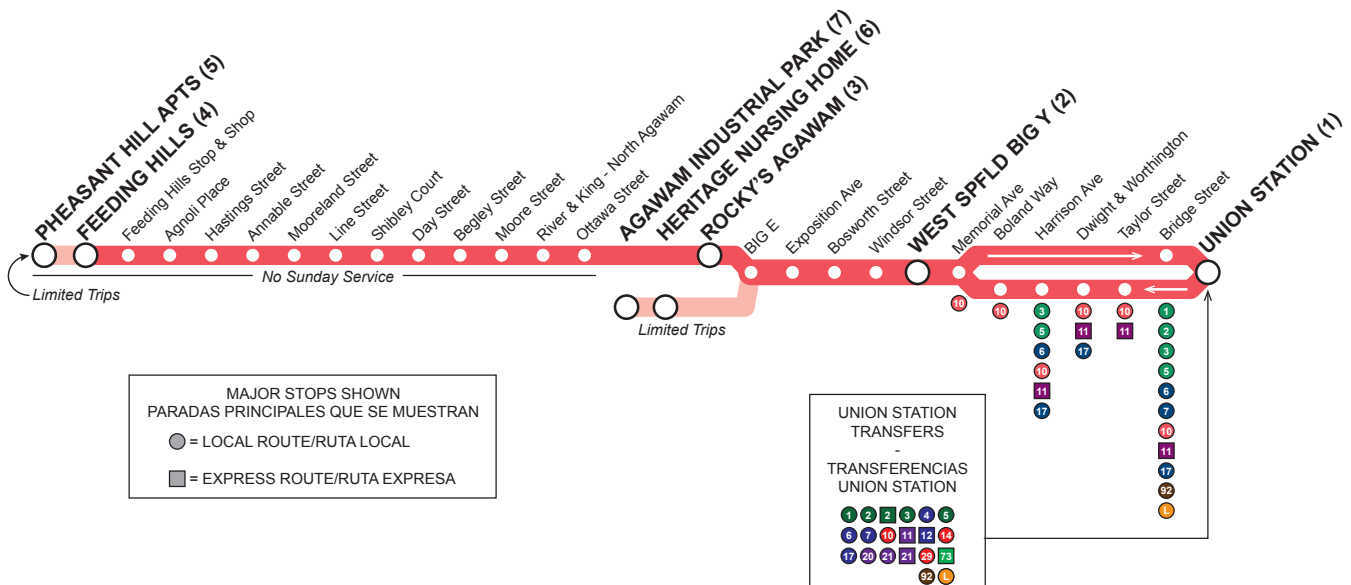 PHEASANT HILL APTS (5)
FEEDING HILLS (4)
Feeding Hills Stop & Shop
Agnoli Place
Hastings Street
Annable Street
Mooreland Street
Line Street
Shibley Court
Day Street
Begley Street
Moore Street
River & King - North Agawam
Ottawa Street
AGAWAM INDUSTRIAL PARK (7)
HERITAGE NURSING HOME (6)
ROCKY'S AGAWAM (3)
BIG E
Exposition Ave
Bosworth Street
Windsor Street
WEST SPFLD BIG Y (2)
Memorial Ave
Boland Way
Harrison Ave
Dwight & Worthington
Taylor Street
Bridge Street
UNION STATION (1)
No Sunday Service
Limited Trips
Limited Trips
10
10
3
5
6
10
11
17
10
11
17
10
11
1
2
3
5
6
7
10
11
17
92
L
MAJOR STOPS SHOWN
PARADAS PRINCIPALES QUE SE MUESTRAN
= LOCAL ROUTE/RUTA LOCAL
= EXPRESS ROUTE/RUTA EXPRESA
UNION STATION
TRANSFERS
-
TRANSFERENCIAS
UNION STATION
1 2 2 3 4 5
6 7 10 11 12 14
17 20 21 21 29 73
92 L